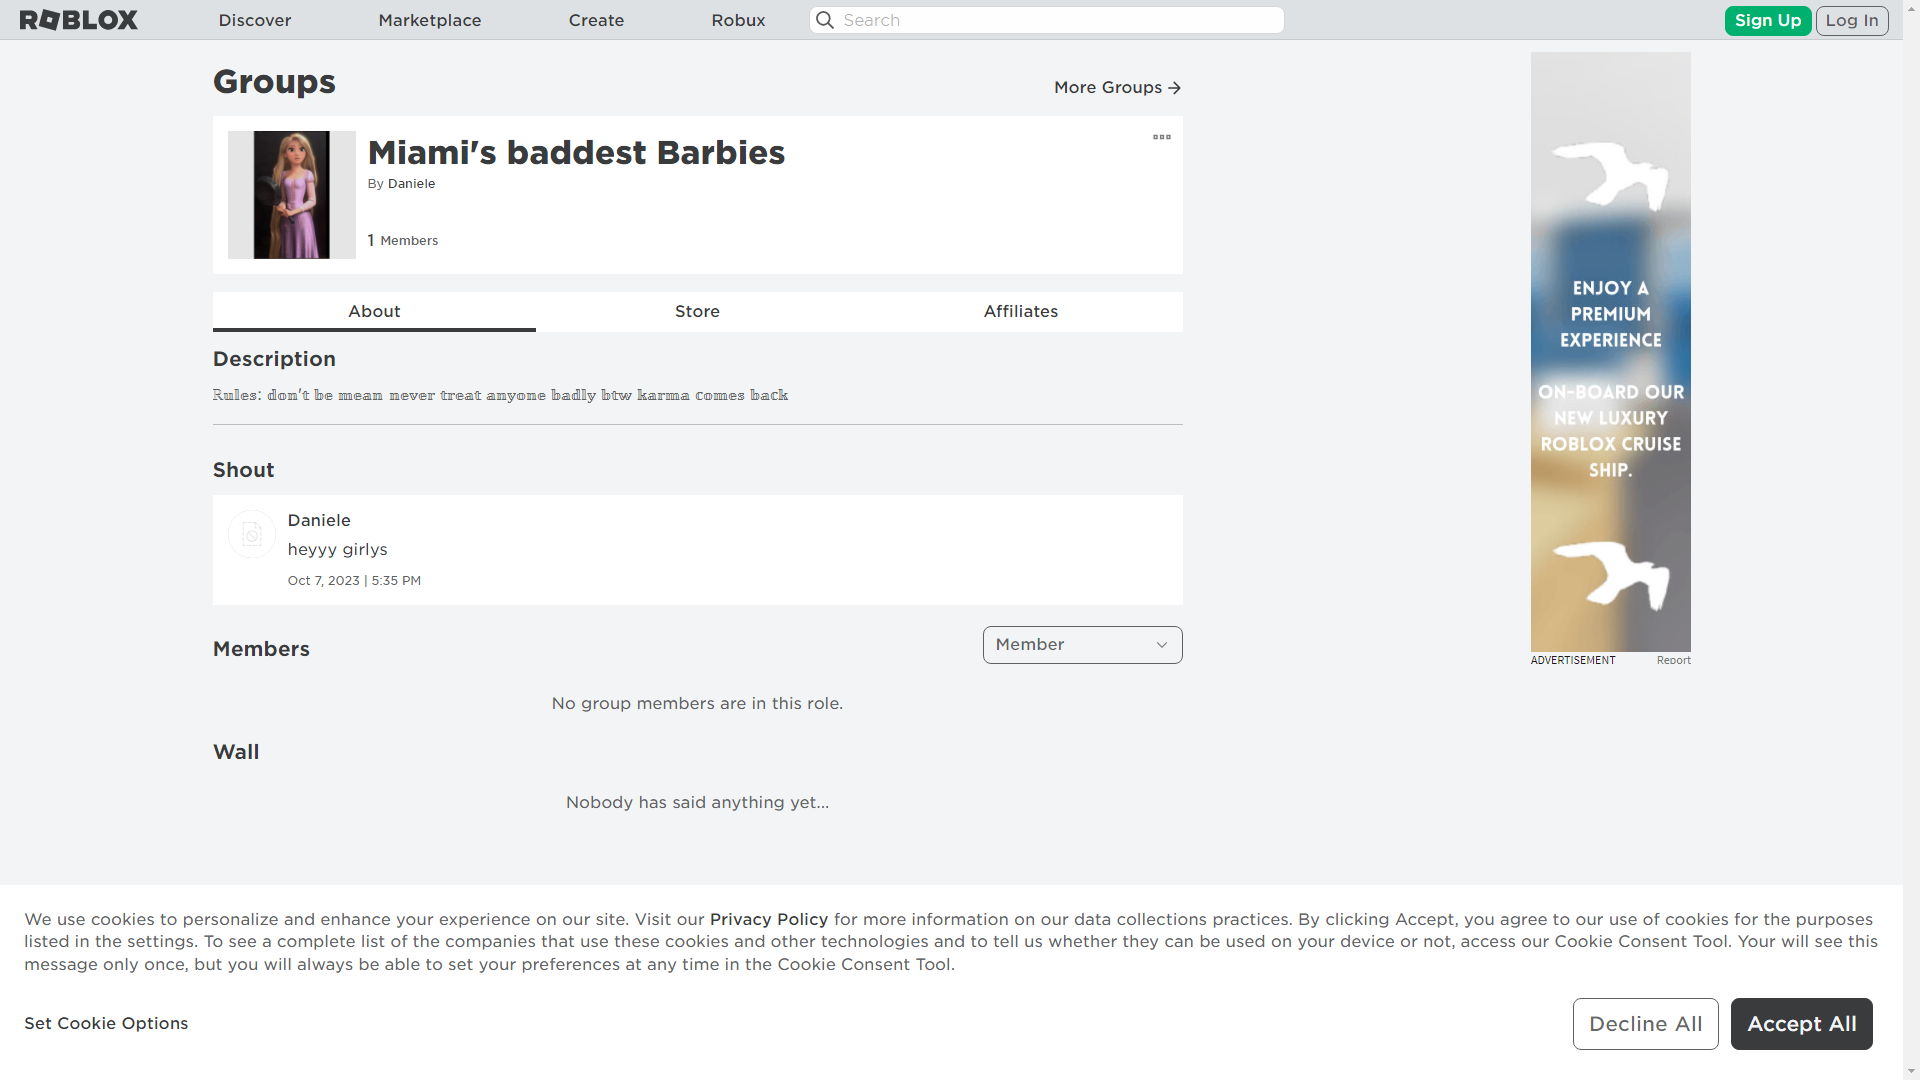 ROBLOX
Discover
Marketplace
Create
Robux
Search
Sign Up
Log In
Groups
More Groups
Miami's baddest Barbies
By Daniele
1 Members
About
Store
Affiliates
Description
Rules: don't be mean never treat anyone badly btw karma comes back
Shout
Daniele
heyyy girlys
Oct 7, 2023 | 5:35 PM
Members
Member
No group members are in this role.
Wall
Nobody has said anything yet...
ENJOY A
PREMIUM
EXPERIENCE
ON-BOARD OUR
NEW LUXURY
ROBLOX CRUISE
SHIP.
ADVERTISEMENT
Report
We use cookies to personalize and enhance your experience on our site. Visit our Privacy Policy for more information on our data collections practices. By clicking Accept, you agree to our use of cookies for the purposes
listed in the settings. To see a complete list of the companies that use these cookies and other technologies and to tell us whether they can be used on your device or not, access our Cookie Consent Tool. Your will see this
message only once, but you will always be able to set your preferences at any time in the Cookie Consent Tool.
Set Cookie Options
Decline All
Accept All